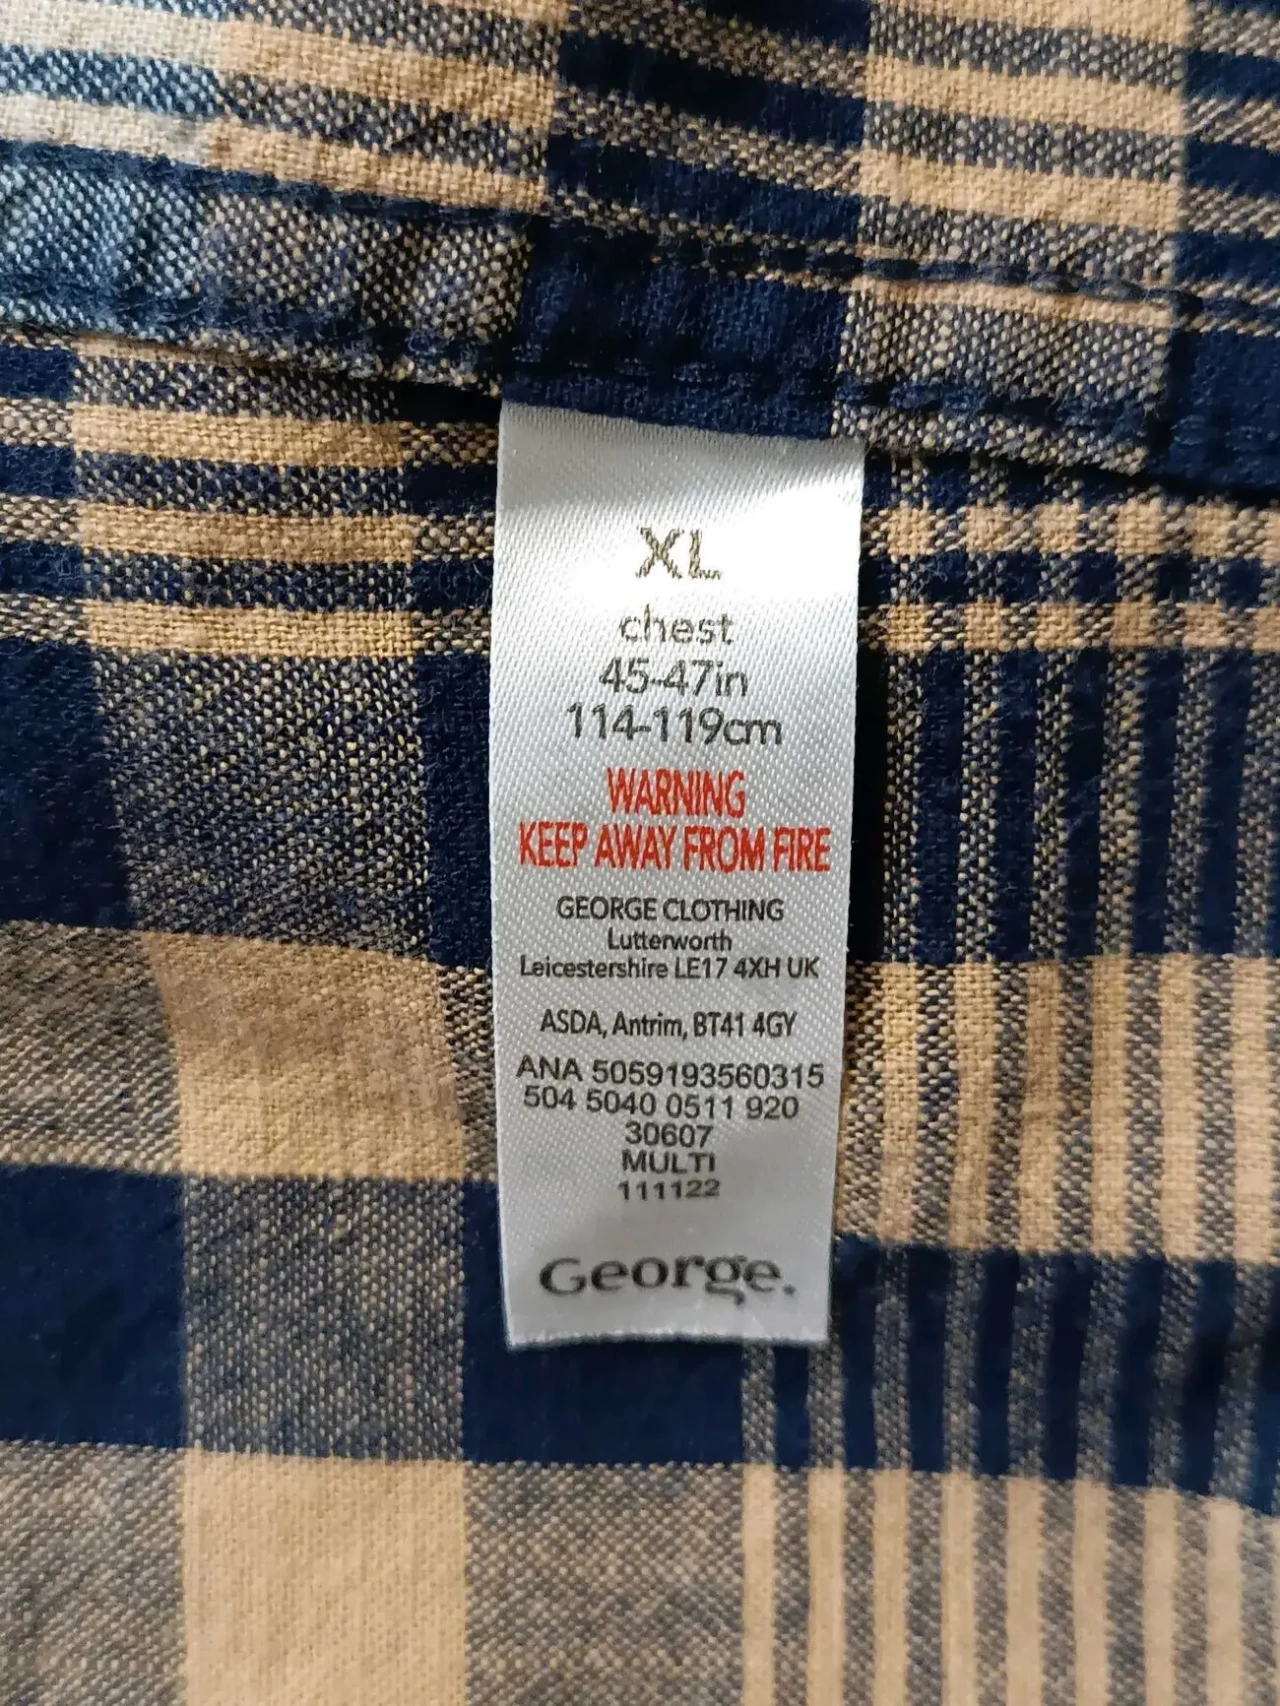 XL
chest
45-47in
114-119cm
WARNING
KEEP AWAY FROM FIRE
GEORGE CLOTHING
Lutterworth
Leicestershire LE17 4XH UK
ASDA, Antrim, BT41 4GY
ANA 5059193560315
504 5040 0511 920
30607
MULTI
111122
George.